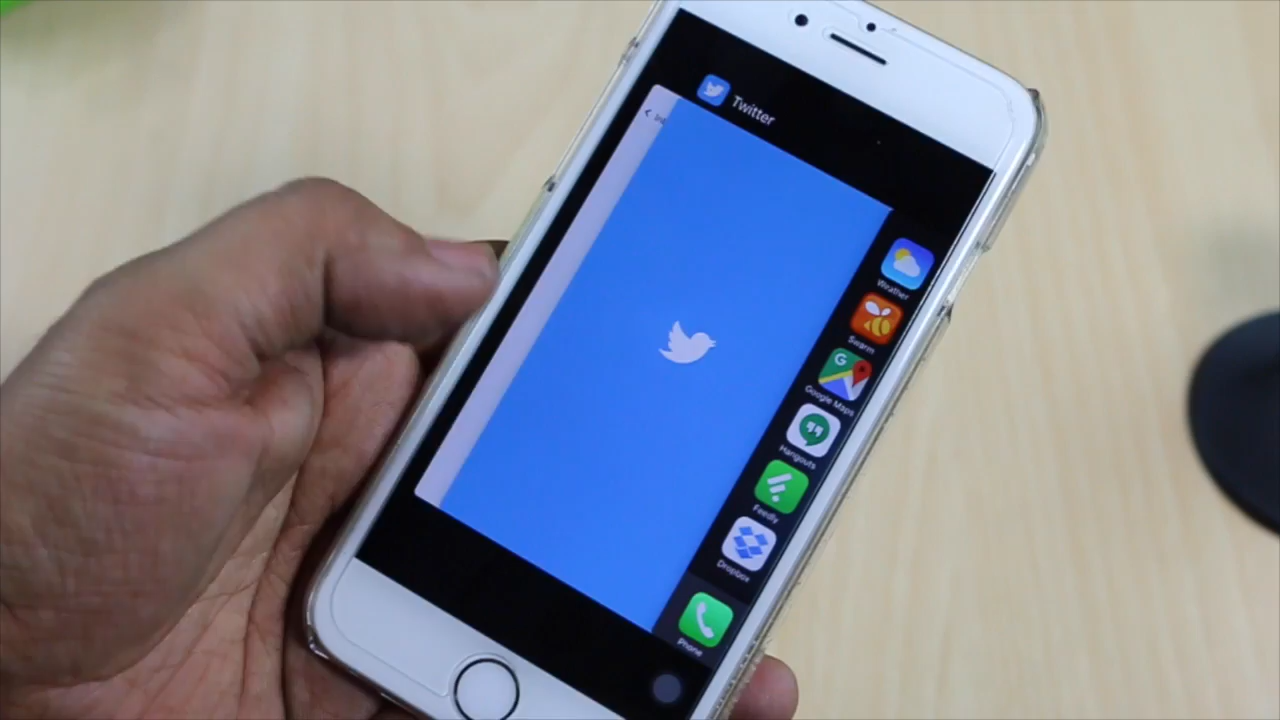 Twitter
Weather
Swarm
Google Maps
Hangouts
Feedly
Dropbox
Phone